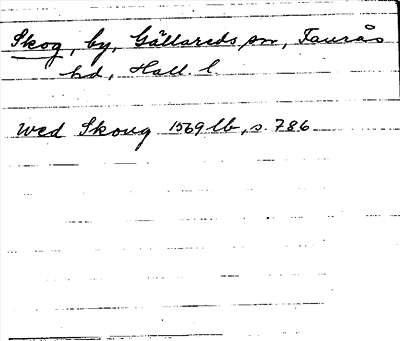 Skog, by, Gällareds sn, Faurås
hd, Hall. l.
wed Skoug 1569 lb, s. 786